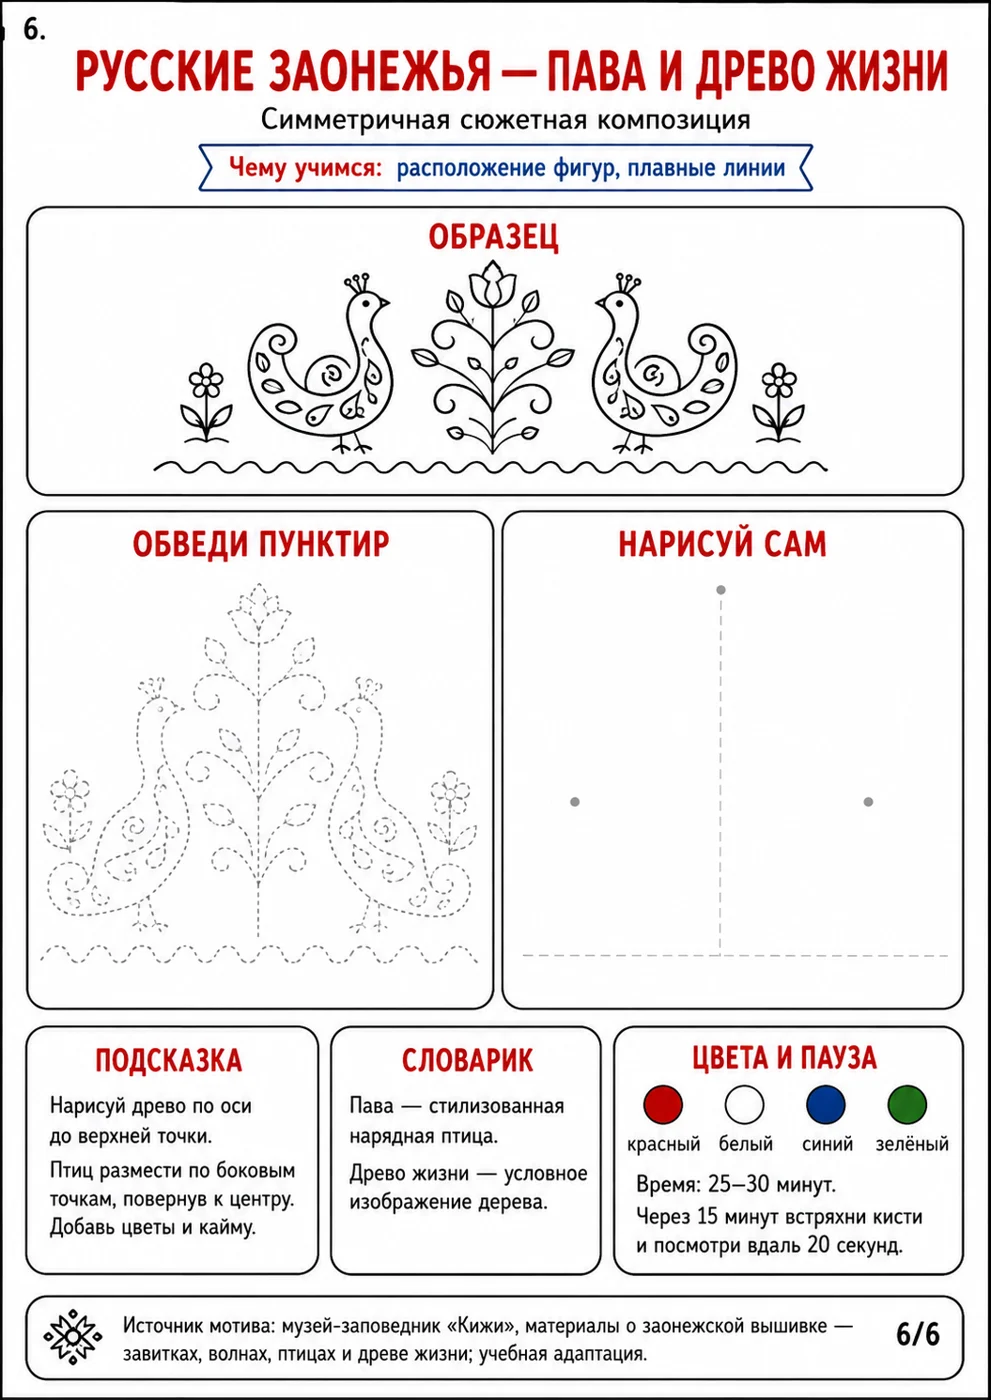 6.
РУССКИЕ ЗАОНЕЖЬЯ — ПАВА И ДРЕВО ЖИЗНИ
Симметричная сюжетная композиция
Чему учимся: расположение фигур, плавные линии
ОБРАЗЕЦ
ОБВЕДИ ПУНКТИР
НАРИСУЙ САМ
ПОДСКАЗКА
Нарисуй древо по оси
до верхней точки.
Птиц размести по боковым
точкам, повернув к центру.
Добавь цветы и кайму.
СЛОВАРИК
Пава — стилизованная
нарядная птица.
Древо жизни — условное
изображение дерева.
ЦВЕТА И ПАУЗА
красный белый синий зелёный
Время: 25–30 минут.
Через 15 минут встряхни кисти
и посмотри вдаль 20 секунд.
Источник мотива: музей-заповедник «Кижи», материалы о заонежской вышивке —
завитках, волнах, птицах и древе жизни; учебная адаптация.
6/6